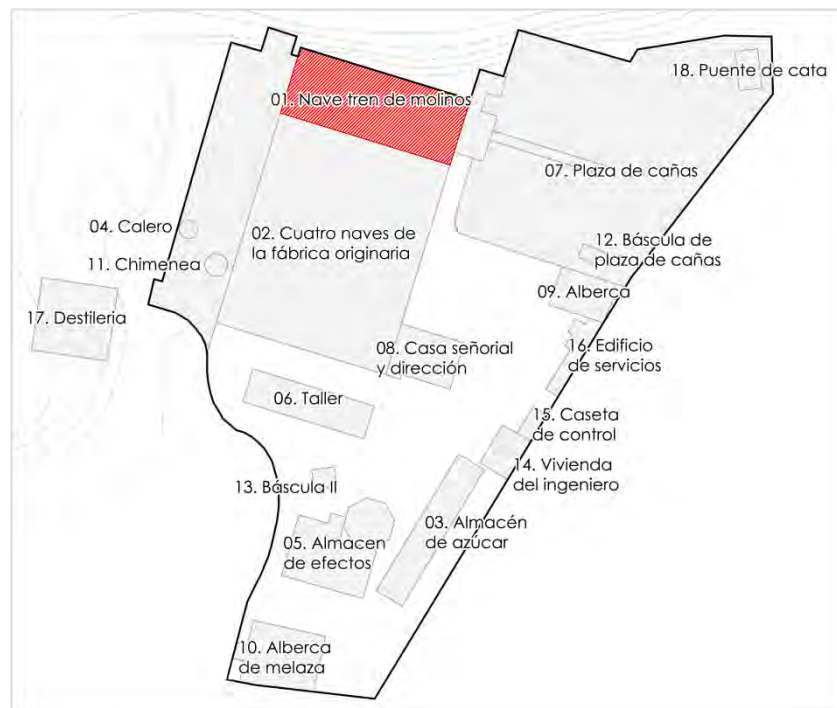 18. Puente de cata
01. Nave tren de molinos
07. Plaza de cañas
04. Calero
02. Cuatro naves de
la fábrica originaria
12. Báscula de
plaza de cañas
11. Chimenea
09. Alberca
17. Destileria
08. Casa señorial
y dirección
16. Edificio
de servicios
06. Taller
15. Caseta
de control
14. Vivienda
del ingeniero
13. Báscula II
03. Almacén
de azúcar
05. Almacen
de efectos
10. Alberca
de melaza